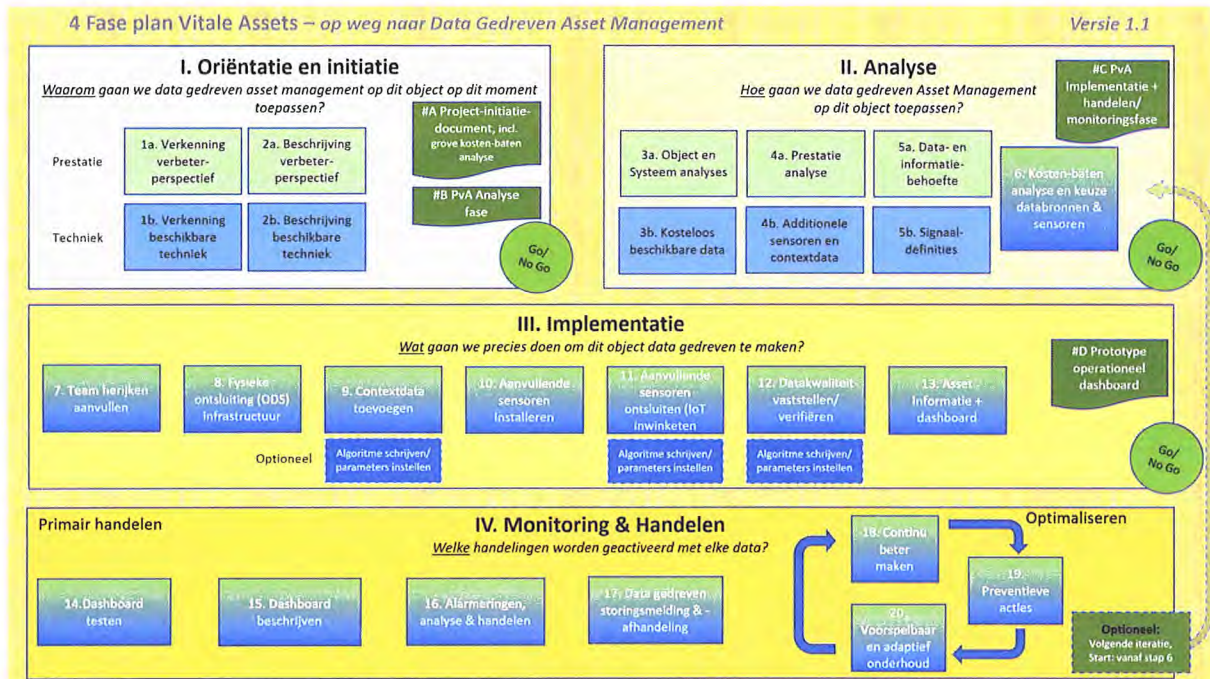 4 Fase plan Vitale Assets – op weg naar Data Gedreven Asset Management
Versie 1.1
I. Oriëntatie en initiatie
Waarom gaan we data gedreven asset management op dit object op dit moment
toepassen?
#A Project-initiatie-
document, incl.
grove kosten-baten
analyse
Prestatie
1a. Verkenning
verbeter-
perspectief
2a. Beschrijving
verbeter-
perspectief
#B PvA Analyse
fase
Techniek
1b. Verkenning
beschikbare
techniek
2b. Beschrijving
beschikbare
techniek
Go/
No Go
II. Analyse
Hoe gaan we data gedreven Asset Management
op dit object toepassen?
#C PvA
Implementatie +
handelen/
monitoringsfase
3a. Object en
Systeem analyses
4a. Prestatie
analyse
5a. Data- en
informatie-
behoefte
6. Kosten-baten
analyse en keuze
databronnen &
sensoren
3b. Kosteloos
beschikbare data
4b. Additionele
sensoren en
contextdata
5b. Signaal-
definities
Go/
No Go
III. Implementatie
Wat gaan we precies doen om dit object data gedreven te maken?
#D Prototype
operationeel
dashboard
7. Team herijken
aanvullen
8. Fysieke
ontsluiting (ODS)
infrastructuur
9. Contextdata
toevoegen
10. Aanvullende
sensoren
installeren
11. Aanvullende
sensoren
ontsluiten (IoT
inwinketen
12. Datakwaliteit-
vaststellen/
verifiëren
13. Asset
Informatie +
dashboard
Optioneel
Algoritme schrijven/
parameters instellen
Algoritme schrijven/
parameters instellen
Algoritme schrijven/
parameters instellen
Go/
No Go
Primair handelen
IV. Monitoring & Handelen
Optimaliseren
Welke handelingen worden geactiveerd met elke data?
14.Dashboard
testen
15. Dashboard
beschrijven
16. Alarmeringen,
analyse & handelen
17. Data gedreven
storingsmelding & -
afhandeling
18. Continu
beter
maken
19.
Preventieve
acties
20.
Voorspelbaar
en adaptief
onderhoud
Optioneel:
Volgende iteratie,
Start: vanaf stap 6